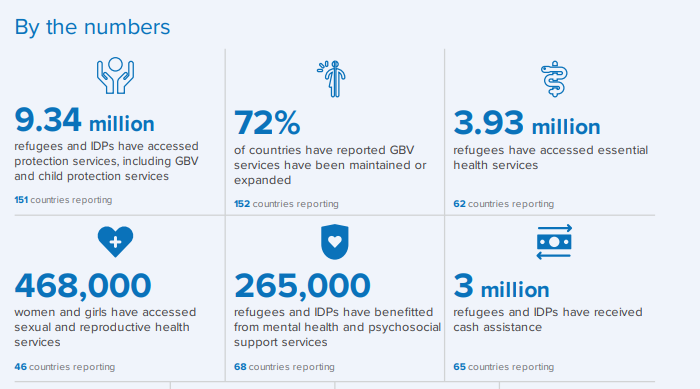 By the numbers
9.34 million
refugees and IDPs have accessed
protection services, including GBV
and child protection services
151 countries reporting
72%
of countries have reported GBV
services have been maintained or
expanded
152 countries reporting
3.93 million
refugees have accessed essential
health services
62 countries reporting
468,000
women and girls have accessed
sexual and reproductive health
services
46 countries reporting
265,000
refugees and IDPs have benefitted
from mental health and psychosocial
support services
68 countries reporting
3 million
refugees and IDPs have received
cash assistance
65 countries reporting